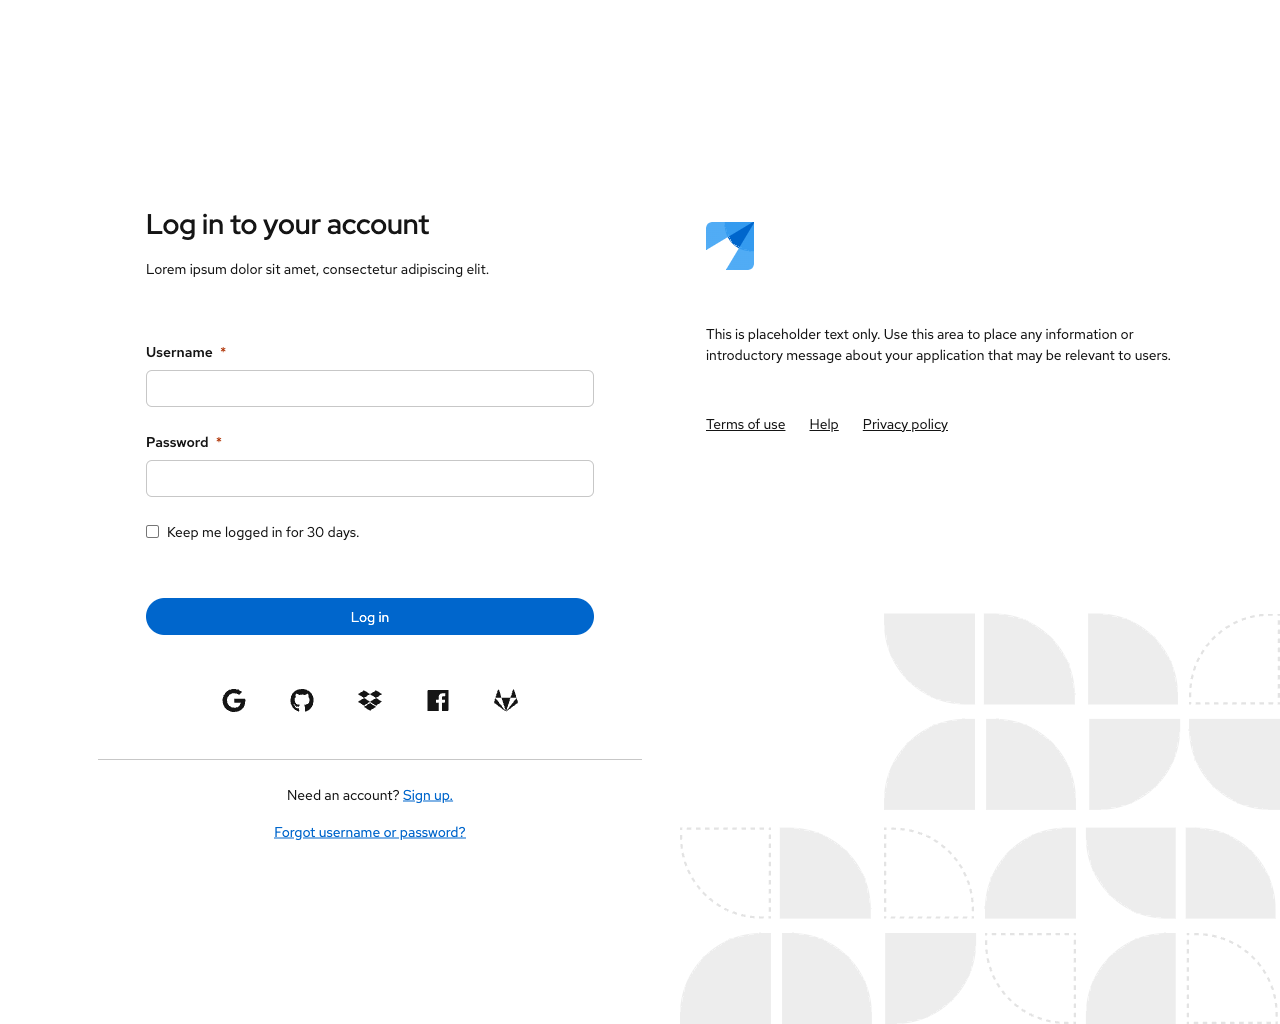 Log in to your account
Lorem ipsum dolor sit amet, consectetur adipiscing elit.
Username *
Password *
Keep me logged in for 30 days.
Log in
Need an account? Sign up.
Forgot username or password?
This is placeholder text only. Use this area to place any information or
introductory message about your application that may be relevant to users.
Terms of use Help Privacy policy